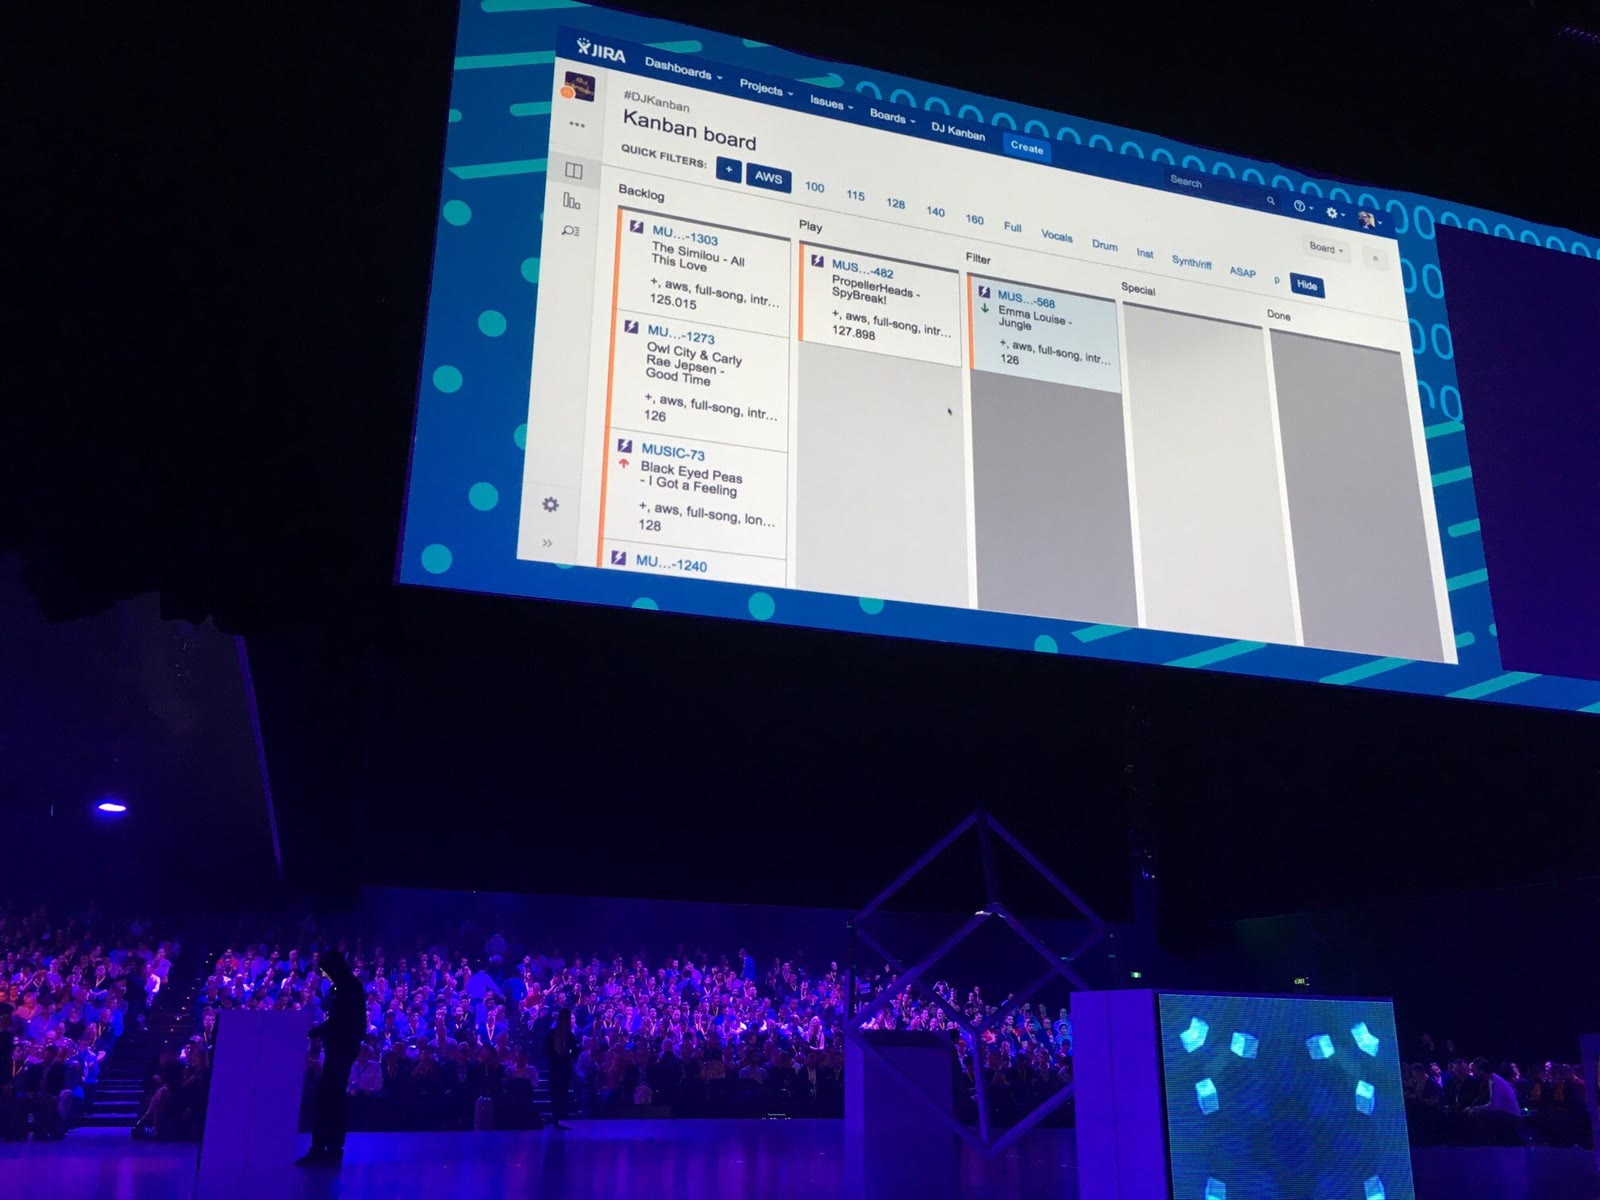 JIRA
Dashboards
Projects
Issues
Boards
DJ Kanban
Create
Search
#DJKanban
Kanban board
QUICK FILTERS:
+
AWS
100
115
128
140
160
Full
Vocals
Drum
Inst
Synth/riff
ASAP
p
Hide
Board
Backlog
MU...-1303
The Similou - All
This Love
+, aws, full-song, intr...
125.015
MU...-1273
Owl City & Carly
Rae Jepsen -
Good Time
+, aws, full-song, intr...
126
MUSIC-73
Black Eyed Peas
- I Got a Feeling
+, aws, full-song, lon...
128
MU...-1240
Play
MUS...-482
PropellerHeads -
SpyBreak!
+, aws, full-song, intr...
127.898
Filter
MUS...-568
Emma Louise -
Jungle
+, aws, full-song, intr...
126
Special
Done